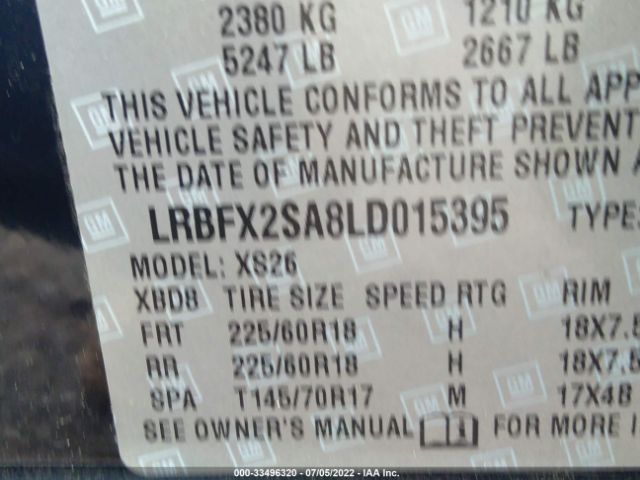 2380 KG 1210 KG
5247 LB 2667 LB
THIS VEHICLE CONFORMS TO ALL APP
VEHICLE SAFETY AND THEFT PREVENT
THE DATE OF MANUFACTURE SHOWN A
LRBFX2SA8LD015395 TYPE:
MODEL: XS26
XBD8 TIRE SIZE SPEED RTG RIM
FRT 225/60R18 H 18X7.5
RR 225/60R18 H 18X7.5
SPA T145/70R17 M 17X4B
SEE OWNER'S MANUAL FOR MORE I
000-33496320 - 07/05/2022 - IAA Inc.